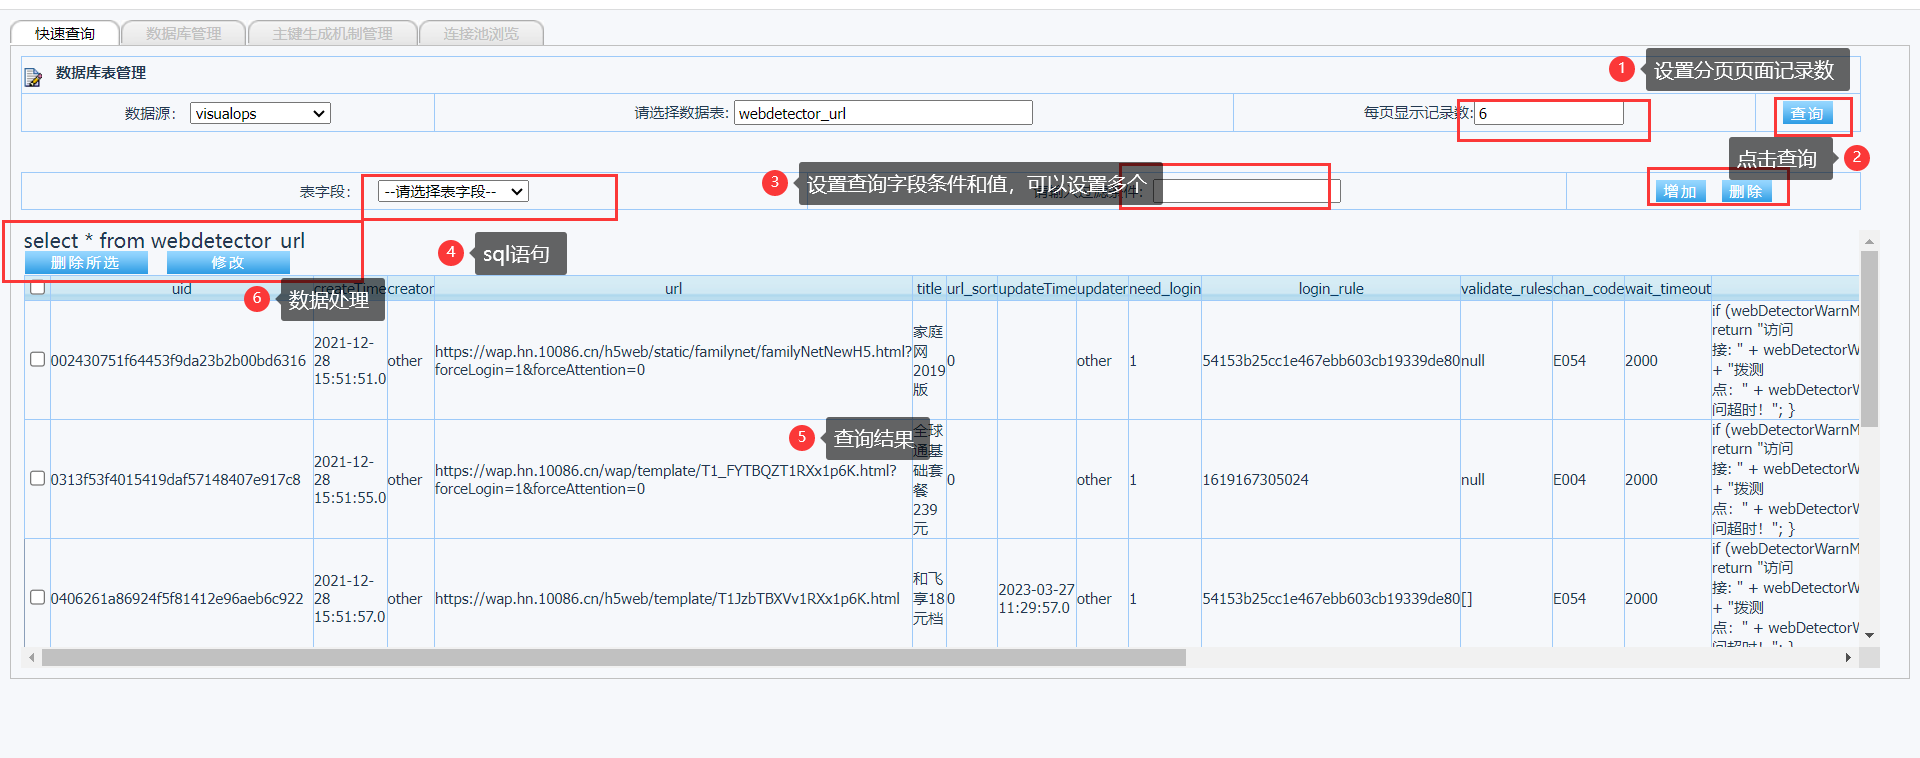 快速查询 数据库管理 主键生成机制管理 连接池浏览
数据库表管理
1 设置分页页面记录数
数据源: visualops 请选择数据表: webdetector_url 每页显示记录数: 6 查询
点击查询 2
表字段: --请选择表字段-- 3 设置查询字段条件和值，可以设置多个 增加 删除
select * from webdetector_url
4 sql语句
删除所选 修改
uid createTime creator url title url_sort updateTime updater need_login login_rule validate_rules chan_code wait_timeout
6 数据处理
002430751f64453f9da23b2b00bd6316
2021-12-
28
15:51:51.0
other
https://wap.hn.10086.cn/h5web/static/familynet/familyNetNewH5.html?
forceLogin=1&forceAttention=0
家庭
网
2019
版
0
other
1
54153b25cc1e467ebb603cb19339de80
null
E054
2000
if (webDetectorWarnM
return "访问
接: " + webDetectorW
+ "拨测
点: " + webDetectorW
问超时! "; }
5 查询结果
0313f53f4015419daf57148407e917c8
2021-12-
28
15:51:55.0
other
https://wap.hn.10086.cn/wap/template/T1_FYTBQZT1RXx1p6K.html?
forceLogin=1&forceAttention=0
全球
通基
础套
餐
239
元
0
other
1
1619167305024
null
E004
2000
if (webDetectorWarnM
return "访问
接: " + webDetectorW
+ "拨测
点: " + webDetectorW
问超时! "; }
0406261a86924f5f81412e96aeb6c922
2021-12-
28
15:51:57.0
other
https://wap.hn.10086.cn/h5web/template/T1JzbTBXVv1RXx1p6K.html
和飞
享18
元档
0
2023-03-27
11:29:57.0
other
1
54153b25cc1e467ebb603cb19339de80
[]
E054
2000
if (webDetectorWarnM
return "访问
接: " + webDetectorW
+ "拨测
点: " + webDetectorW